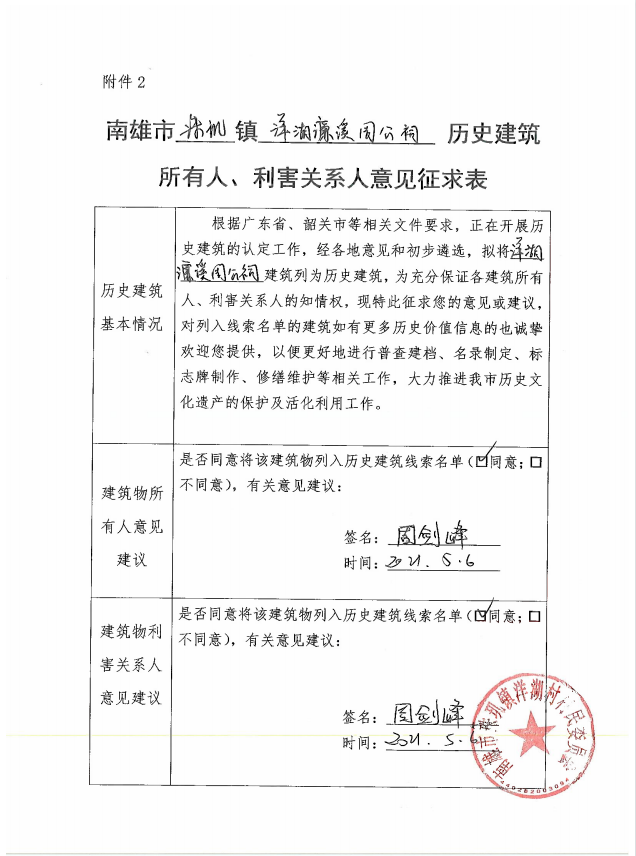 附件2
南雄市珠玑镇洋湖濂溪周公祠历史建筑
所有人、利害关系人意见征求表
历史建筑
基本情况
根据广东省、韶关市等相关文件要求，正在开展历
史建筑的认定工作，经各地意见和初步遴选，拟将洋湖
濂溪周公祠建筑列为历史建筑，为充分保证各建筑所有
人、利害关系人的知情权，现特此征求您的意见或建议，
对列入线索名单的建筑如有更多历史价值信息的也诚挚
欢迎您提供，以便更好地进行普查建档、名录制定、标
志牌制作、修缮维护等相关工作，大力推进我市历史文
化遗产的保护及活化利用工作。
建筑物所
有人意见
建议
是否同意将该建筑物列入历史建筑线索名单（☑同意；□
不同意），有关意见建议：
签名：周剑峰
时间：2021.5.6
建筑物利
害关系人
意见建议
是否同意将该建筑物列入历史建筑线索名单（☑同意；□
不同意），有关意见建议：
签名：周剑峰
时间：2021.5.6
南雄市珠玑镇洋湖村村民委员会